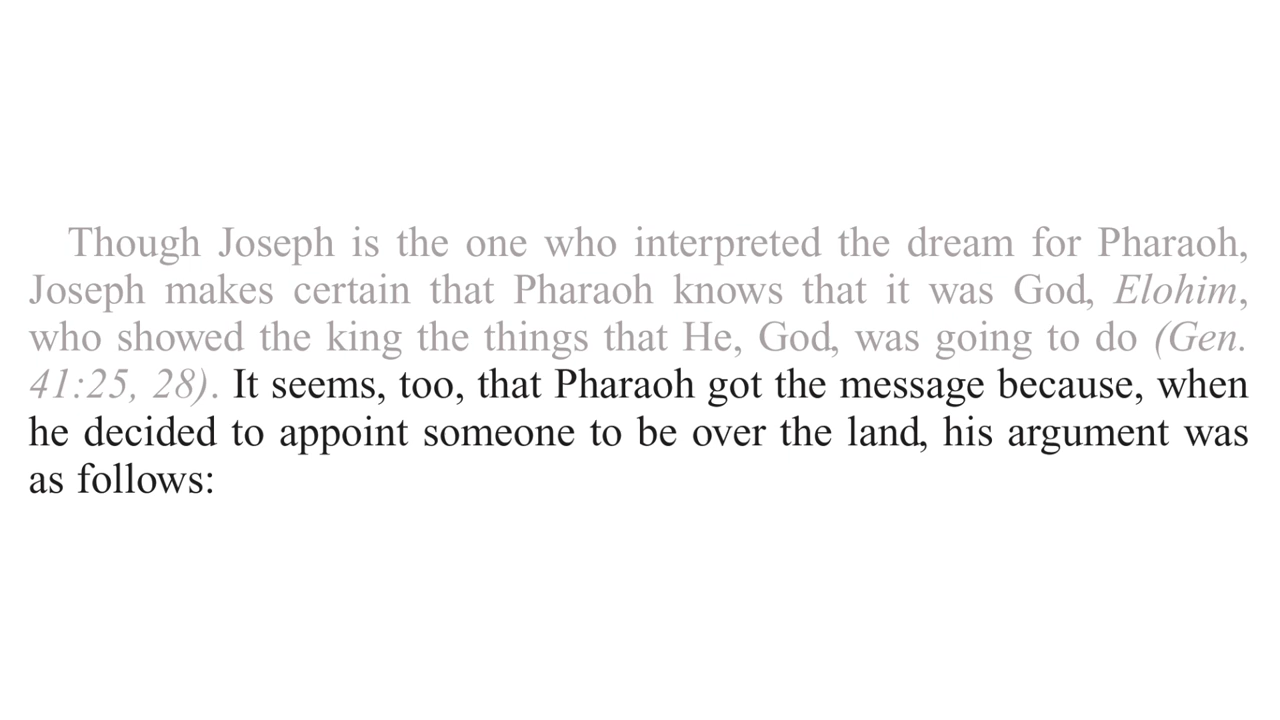 Though Joseph is the one who interpreted the dream for Pharaoh,
Joseph makes certain that Pharaoh knows that it was God, Elohim,
who showed the king the things that He, God, was going to do (Gen.
41:25, 28). It seems, too, that Pharaoh got the message because, when
he decided to appoint someone to be over the land, his argument was
as follows: